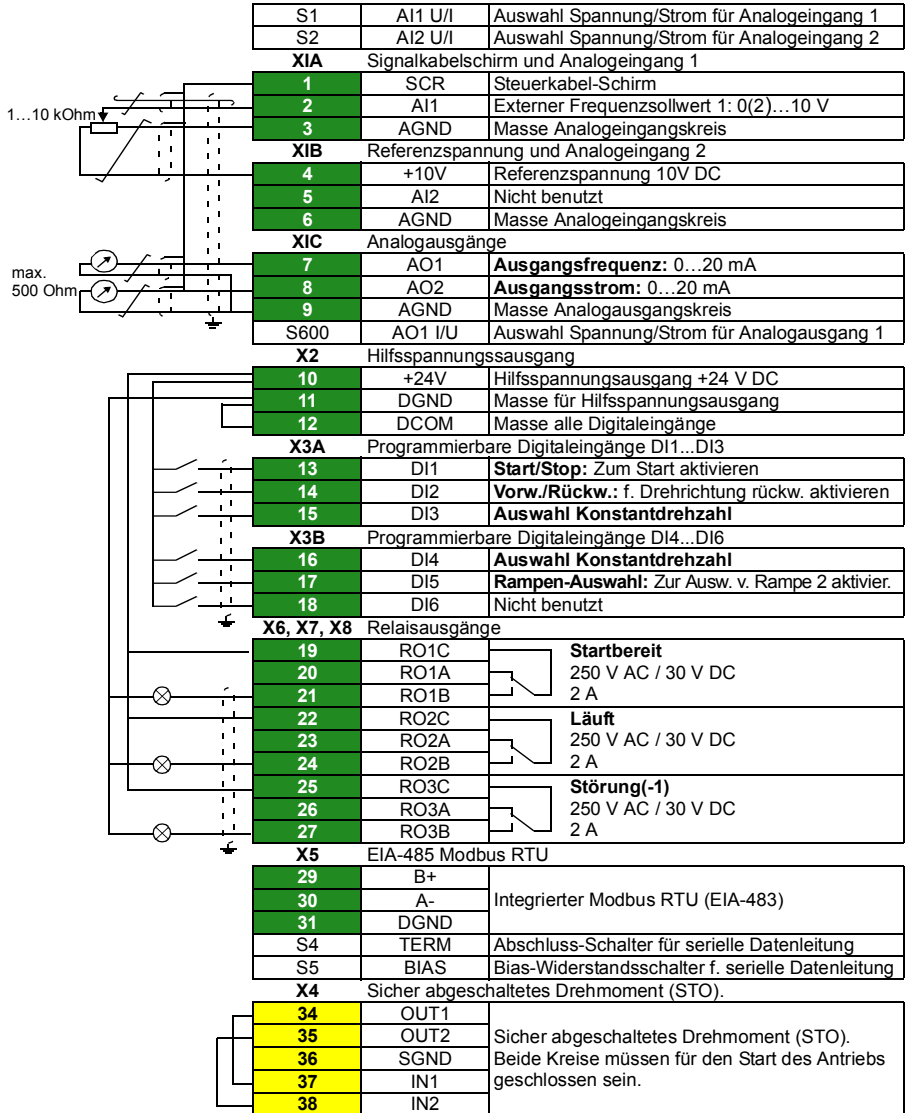 S1 AI1 U/I Auswahl Spannung/Strom für Analogeingang 1
S2 AI2 U/I Auswahl Spannung/Strom für Analogeingang 2
XIA Signalkabelschirm und Analogeingang 1
1 SCR Steuerkabel-Schirm
1…10 kOhm
2 AI1 Externer Frequenzsollwert 1: 0(2)…10 V
3 AGND Masse Analogeingangskreis
XIB Referenzspannung und Analogeingang 2
4 +10V Referenzspannung 10V DC
5 AI2 Nicht benutzt
6 AGND Masse Analogeingangskreis
XIC Analogausgänge
max.
500 Ohm
7 AO1 Ausgangsfrequenz: 0…20 mA
8 AO2 Ausgangsstrom: 0…20 mA
9 AGND Masse Analogausgangskreis
S600 AO1 I/U Auswahl Spannung/Strom für Analogausgang 1
X2 Hilfsspannungssausgang
10 +24V Hilfsspannungsausgang +24 V DC
11 DGND Masse für Hilfsspannungsausgang
12 DCOM Masse alle Digitaleingänge
X3A Programmierbare Digitaleingänge DI1...DI3
13 DI1 Start/Stop: Zum Start aktivieren
14 DI2 Vorw./Rückw.: f. Drehrichtung rückw. aktivieren
15 DI3 Auswahl Konstantdrehzahl
X3B Programmierbare Digitaleingänge DI4...DI6
16 DI4 Auswahl Konstantdrehzahl
17 DI5 Rampen-Auswahl: Zur Ausw. v. Rampe 2 aktivier.
18 DI6 Nicht benutzt
X6, X7, X8 Relaisausgänge
19 RO1C Startbereit
20 RO1A 250 V AC / 30 V DC
21 RO1B 2 A
22 RO2C Läuft
23 RO2A 250 V AC / 30 V DC
24 RO2B 2 A
25 RO3C Störung(-1)
26 RO3A 250 V AC / 30 V DC
27 RO3B 2 A
X5 EIA-485 Modbus RTU
29 B+
30 A- Integrierter Modbus RTU (EIA-483)
31 DGND
S4 TERM Abschluss-Schalter für serielle Datenleitung
S5 BIAS Bias-Widerstandsschalter f. serielle Datenleitung
X4 Sicher abgeschaltetes Drehmoment (STO).
34 OUT1
35 OUT2 Sicher abgeschaltetes Drehmoment (STO).
36 SGND Beide Kreise müssen für den Start des Antriebs
37 IN1 geschlossen sein.
38 IN2